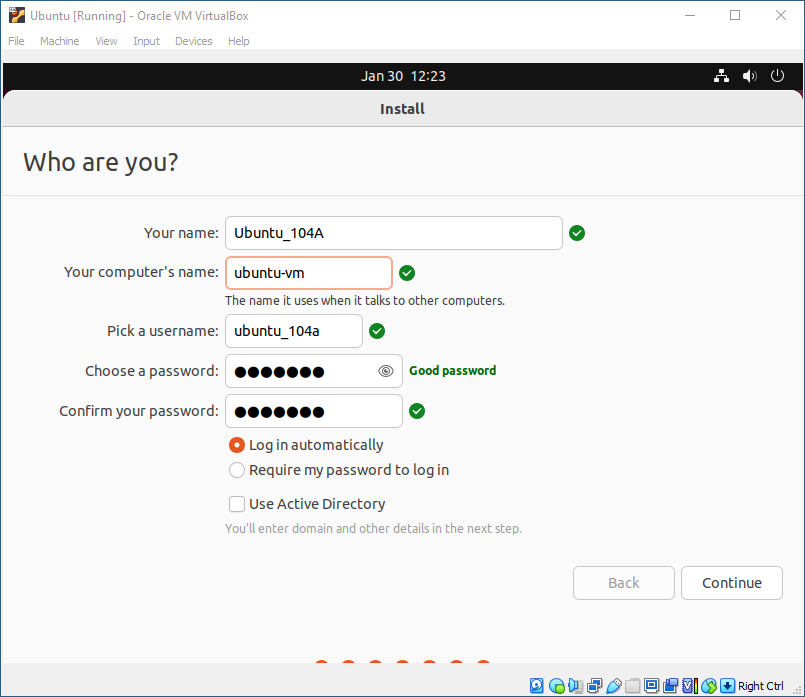 Ubuntu [Running] - Oracle VM VirtualBox
File Machine View Input Devices Help
Jan 30 12:23
Install
Who are you?
Your name: Ubuntu_104A
Your computer's name: ubuntu-vm
The name it uses when it talks to other computers.
Pick a username: ubuntu_104a
Choose a password: ●●●●●●● Good password
Confirm your password: ●●●●●●●
Log in automatically
Require my password to log in
Use Active Directory
You'll enter domain and other details in the next step.
Back Continue
Right Ctrl